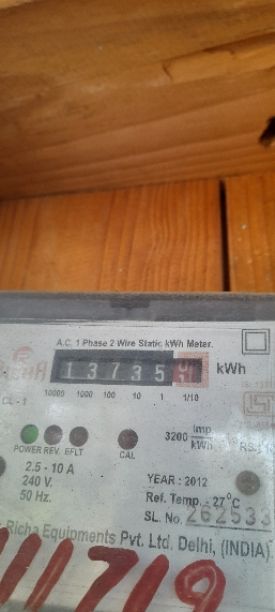 A.C. 1 Phase 2 Wire Static kWh Meter.
13735 kWh
10000 1000 100 10 1 1/10
CL - 1
3200 imp/kWh
POWER REV. EFLT CAL
2.5 - 10 A
240 V.
50 Hz.
YEAR : 2012
Ref. Temp. - 27°C
SL. No. 262533
Richa Equipments Pvt. Ltd. Delhi, (INDIA)
111719